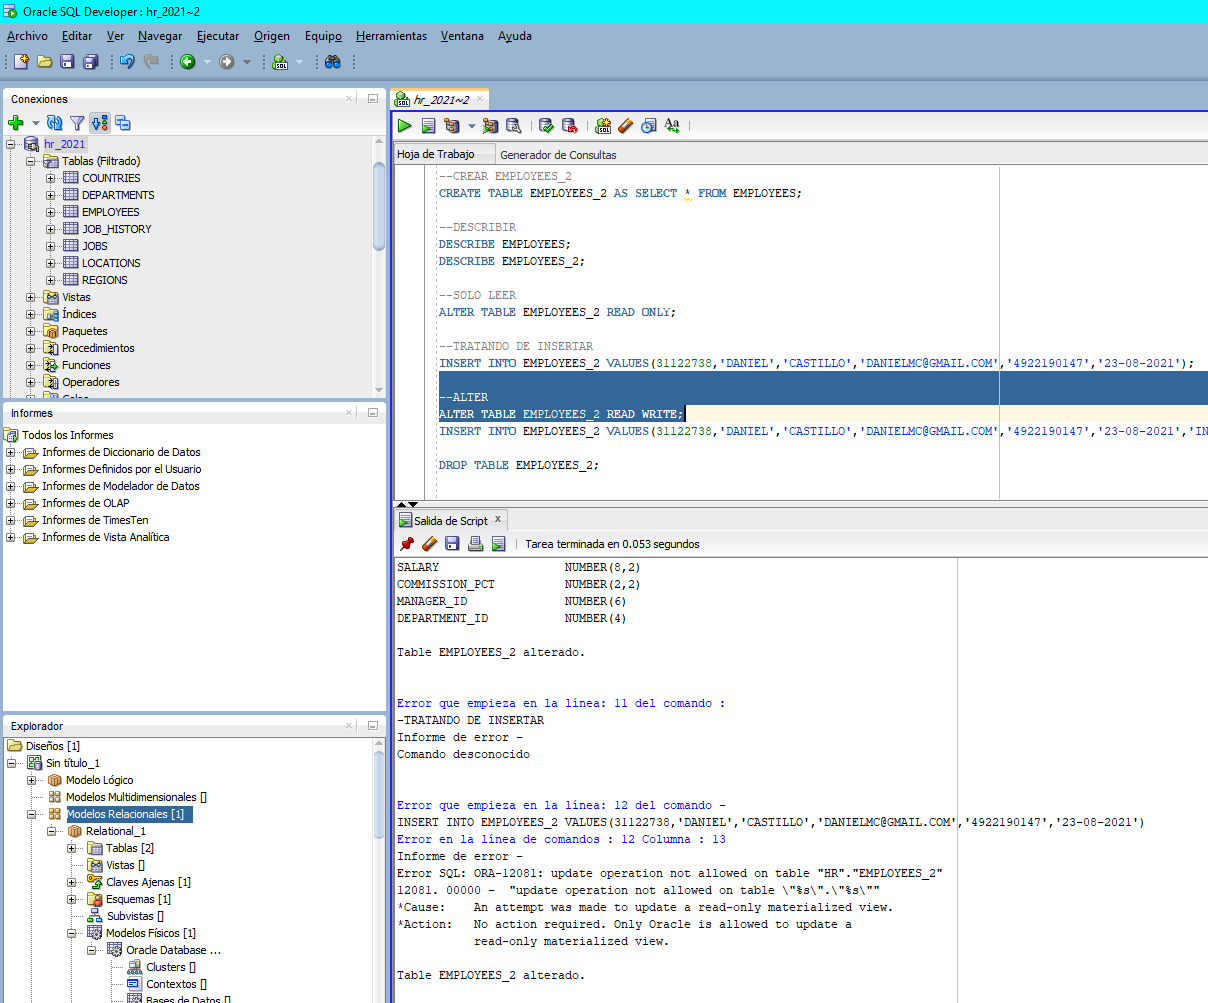 Oracle SQL Developer : hr_2021~2
Archivo Editar Ver Navegar Ejecutar Origen Equipo Herramientas Ventana Ayuda
Conexiones
hr_2021
Tablas (Filtrado)
COUNTRIES
DEPARTMENTS
EMPLOYEES
JOB_HISTORY
JOBS
LOCATIONS
REGIONS
Vistas
Índices
Paquetes
Procedimientos
Funciones
Operadores
Informes
Todos los Informes
Informes de Diccionario de Datos
Informes Definidos por el Usuario
Informes de Modelador de Datos
Informes de OLAP
Informes de TimesTen
Informes de Vista Analítica
Explorador
Diseños [1]
Sin título_1
Modelo Lógico
Modelos Multidimensionales []
Modelos Relacionales [1]
Relational_1
Tablas [2]
Vistas []
Claves Ajenas [1]
Esquemas [1]
Subvistas []
Modelos Físicos [1]
Oracle Database ...
Clusters []
Contextos []
Bases de Datos []
hr_2021~2
Hoja de Trabajo Generador de Consultas
--CREAR EMPLOYEES_2
CREATE TABLE EMPLOYEES_2 AS SELECT * FROM EMPLOYEES;
--DESCRIBIR
DESCRIBE EMPLOYEES;
DESCRIBE EMPLOYEES_2;
--SOLO LEER
ALTER TABLE EMPLOYEES_2 READ ONLY;
--TRATANDO DE INSERTAR
INSERT INTO EMPLOYEES_2 VALUES(31122738,'DANIEL','CASTILLO','DANIELMC@GMAIL.COM','4922190147','23-08-2021');
--ALTER
ALTER TABLE EMPLOYEES_2 READ WRITE;
INSERT INTO EMPLOYEES_2 VALUES(31122738,'DANIEL','CASTILLO','DANIELMC@GMAIL.COM','4922190147','23-08-2021','IN
DROP TABLE EMPLOYEES_2;
Salida de Script
Tarea terminada en 0.053 segundos
SALARY NUMBER(8,2)
COMMISSION_PCT NUMBER(2,2)
MANAGER_ID NUMBER(6)
DEPARTMENT_ID NUMBER(4)
Table EMPLOYEES_2 alterado.
Error que empieza en la línea: 11 del comando :
-TRATANDO DE INSERTAR
Informe de error -
Comando desconocido
Error que empieza en la línea: 12 del comando -
INSERT INTO EMPLOYEES_2 VALUES(31122738,'DANIEL','CASTILLO','DANIELMC@GMAIL.COM','4922190147','23-08-2021')
Error en la línea de comandos : 12 Columna : 13
Informe de error -
Error SQL: ORA-12081: update operation not allowed on table "HR"."EMPLOYEES_2"
12081. 00000 - "update operation not allowed on table \"%s\".\"%s\""
*Cause: An attempt was made to update a read-only materialized view.
*Action: No action required. Only Oracle is allowed to update a
read-only materialized view.
Table EMPLOYEES_2 alterado.